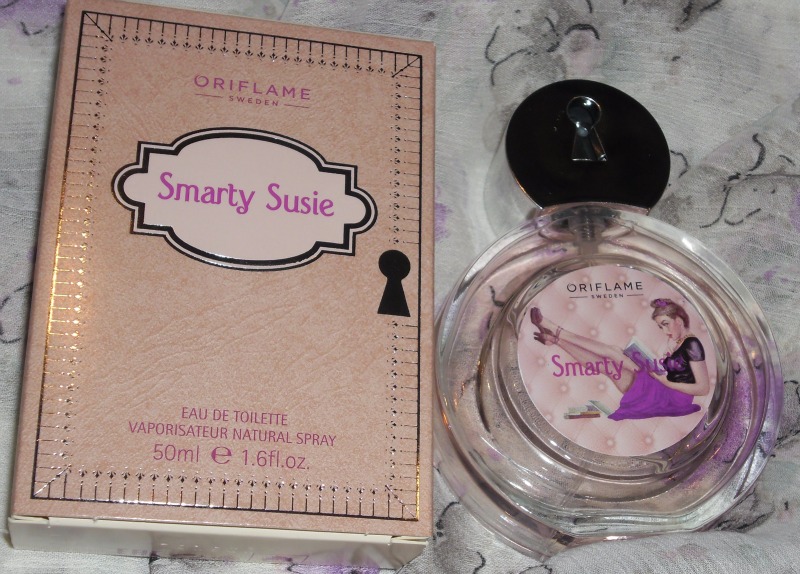 ORIFLAME
SWEDEN
Smarty Susie
EAU DE TOILETTE
VAPORISATEUR NATURAL SPRAY
50ml ℮ 1.6fl.oz.
ORIFLAME
SWEDEN
Smarty Susie